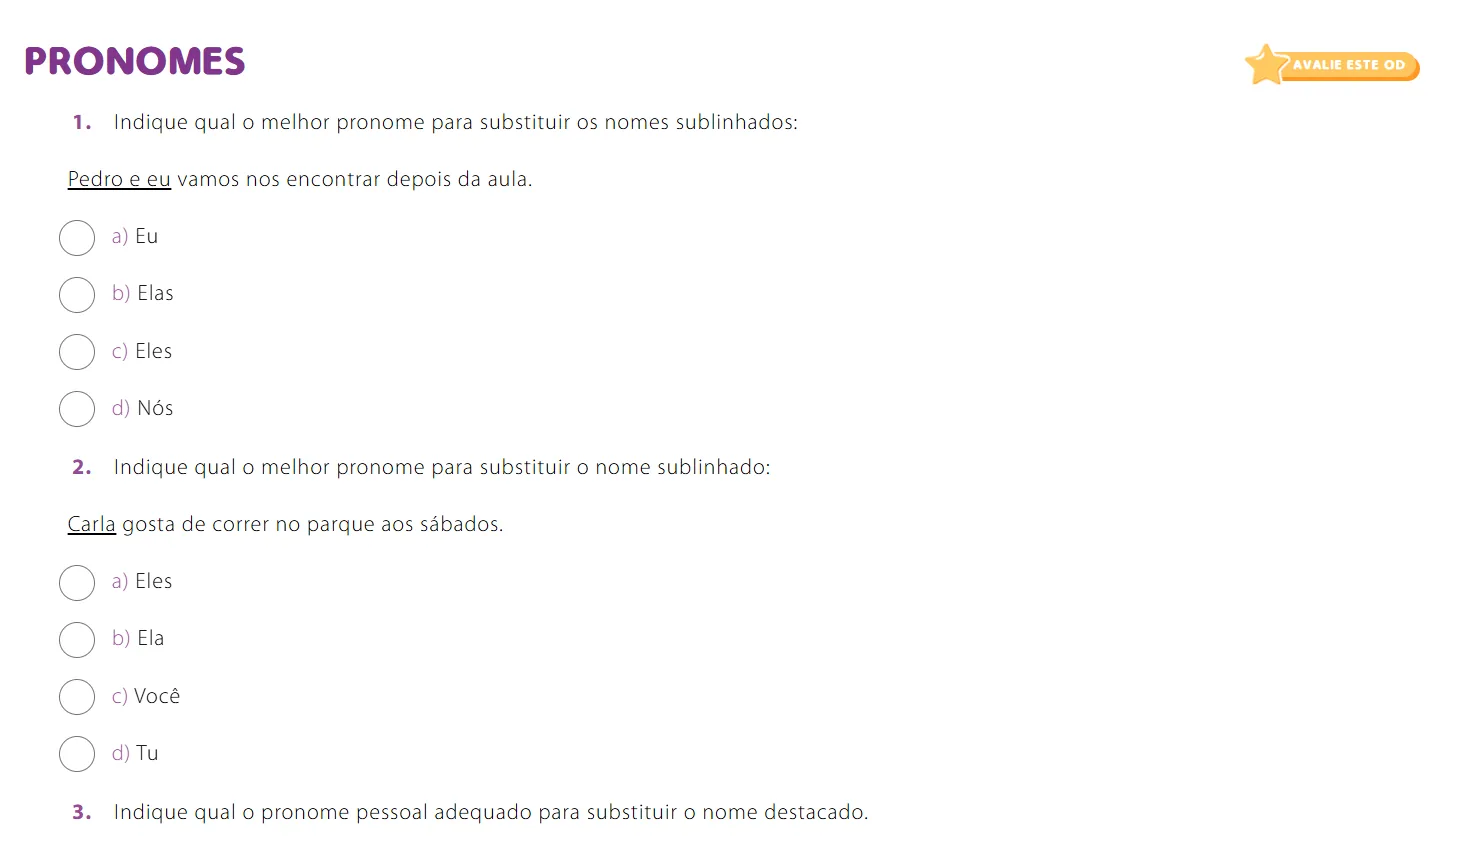 PRONOMES
AVALIE ESTE OD
1. Indique qual o melhor pronome para substituir os nomes sublinhados:
Pedro e eu vamos nos encontrar depois da aula.
a) Eu
b) Elas
c) Eles
d) Nós
2. Indique qual o melhor pronome para substituir o nome sublinhado:
Carla gosta de correr no parque aos sábados.
a) Eles
b) Ela
c) Você
d) Tu
3. Indique qual o pronome pessoal adequado para substituir o nome destacado.